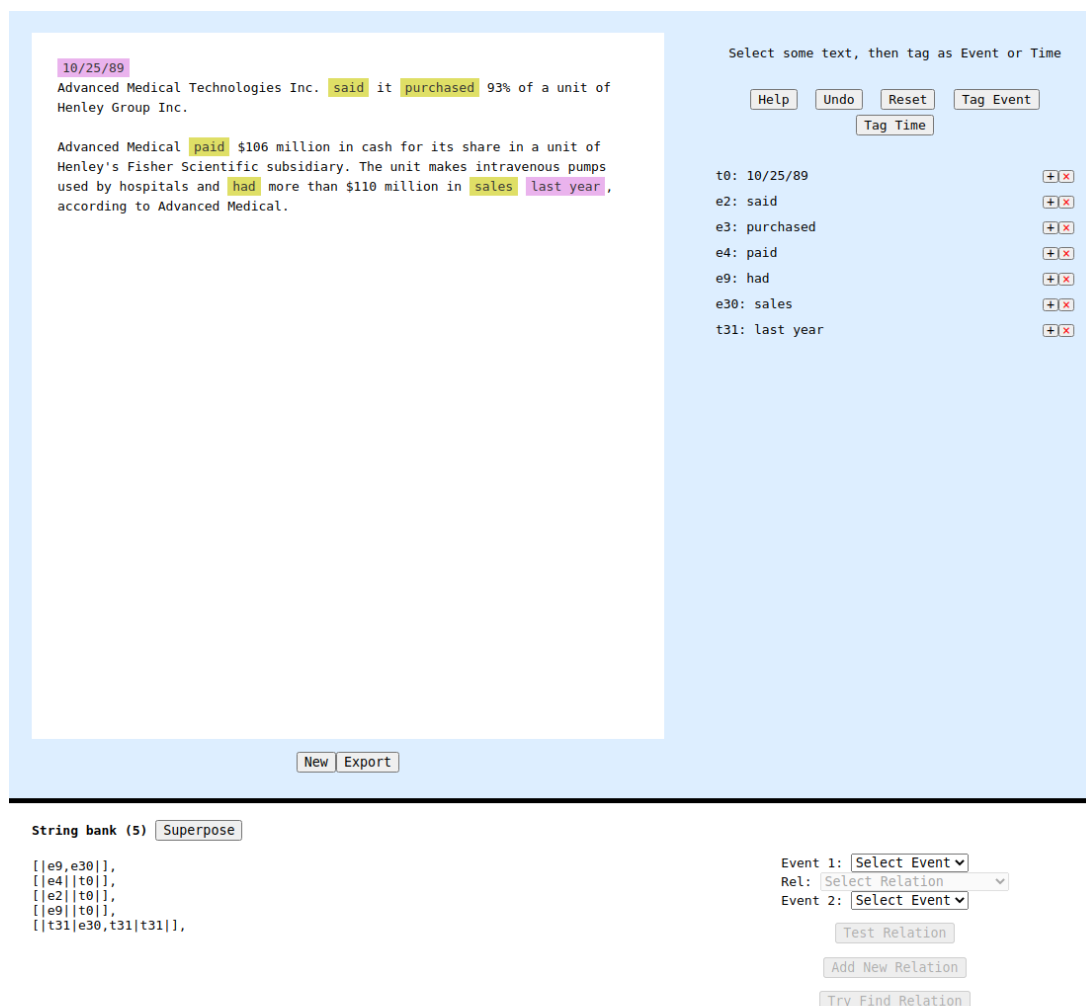 10/25/89
Advanced Medical Technologies Inc. said it purchased 93% of a unit of
Henley Group Inc.
Advanced Medical paid $106 million in cash for its share in a unit of
Henley's Fisher Scientific subsidiary. The unit makes intravenous pumps
used by hospitals and had more than $110 million in sales last year,
according to Advanced Medical.
New Export
Select some text, then tag as Event or Time
Help Undo Reset Tag Event
Tag Time
t0: 10/25/89 + ×
e2: said + ×
e3: purchased + ×
e4: paid + ×
e9: had + ×
e30: sales + ×
t31: last year + ×
String bank (5) Superpose
[|e9,e30|],
[|e4||t0|],
[|e2||t0|],
[|e9||t0|],
[|t31|e30,t31|t31|],
Event 1: Select Event
Rel: Select Relation
Event 2: Select Event
Test Relation
Add New Relation
Try Find Relation